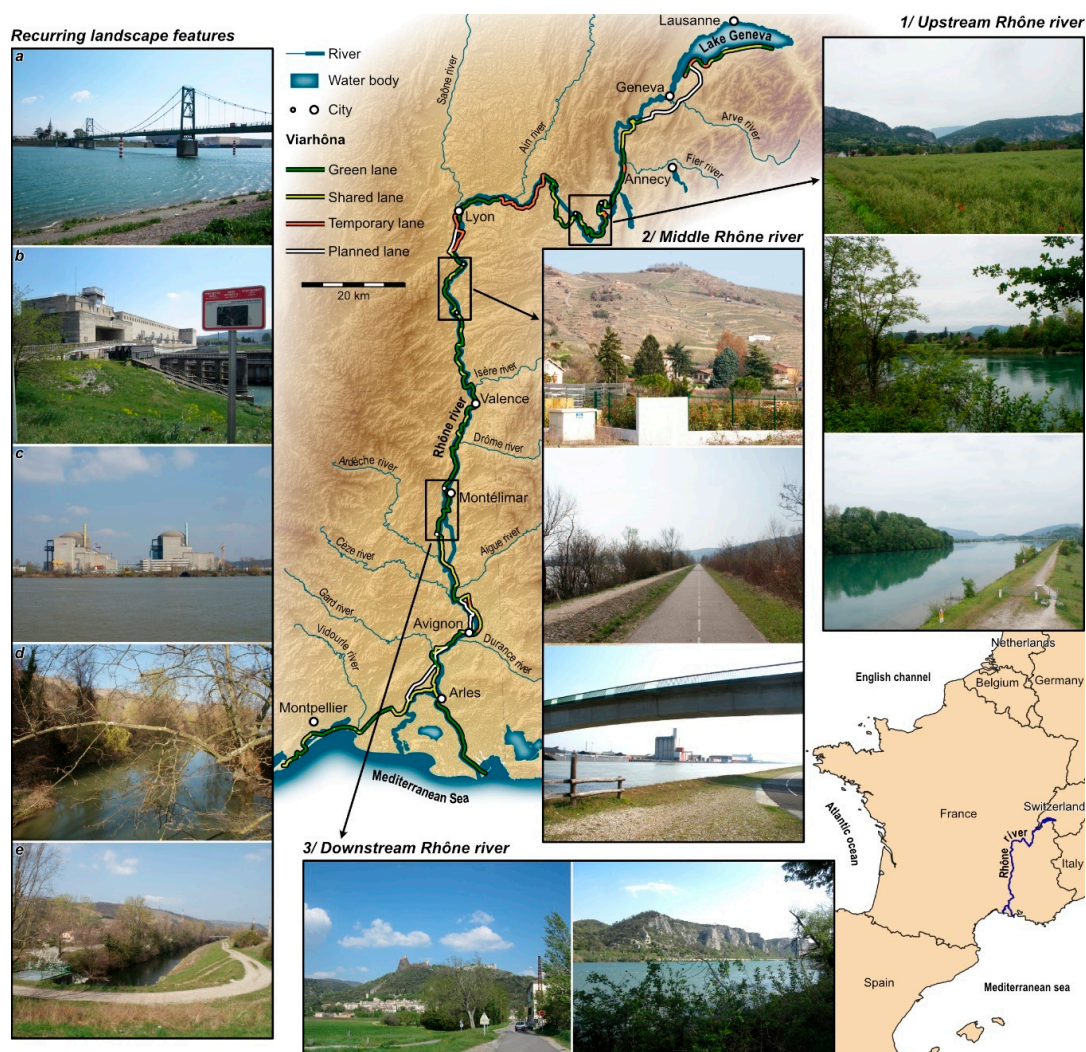 Recurring landscape features
a
b
c
d
e
River
Water body
City
Viarhôna
Green lane
Shared lane
Temporary lane
Planned lane
20 km
Lausanne
Lake Geneva
Geneva
Saône river
Ain river
Arve river
Fier river
Annecy
Lyon
Isère river
Valence
Rhône river
Drôme river
Ardèche river
Montélimar
Cèze river
Aigue river
Gard river
Avignon
Vidourle river
Durance river
Arles
Montpellier
Mediterranean Sea
1/ Upstream Rhône river
2/ Middle Rhône river
3/ Downstream Rhône river
Netherlands
English channel
Belgium
Germany
Switzerland
France
Atlantic ocean
Rhône river
Italy
Spain
Mediterranean sea